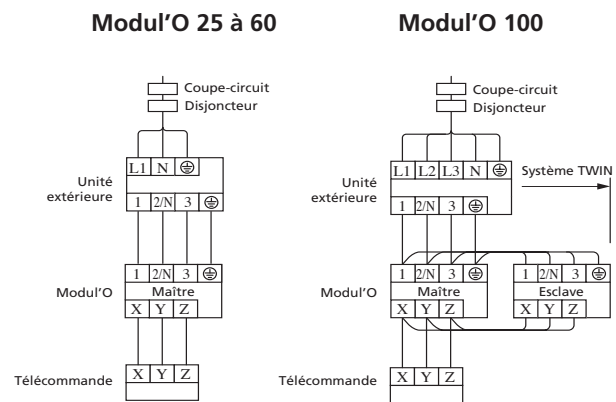 Modul'O 25 à 60
Coupe-circuit
Disjoncteur
L1 N
Unité
extérieure
1 2/N 3
1 2/N 3
Modul'O
Maître
X Y Z
Télécommande
X Y Z
Modul'O 100
Coupe-circuit
Disjoncteur
L1 L2 L3 N
Système TWIN
Unité
extérieure
1 2/N 3
1 2/N 3
1 2/N 3
Modul'O
Maître
Esclave
X Y Z
X Y Z
Télécommande
X Y Z